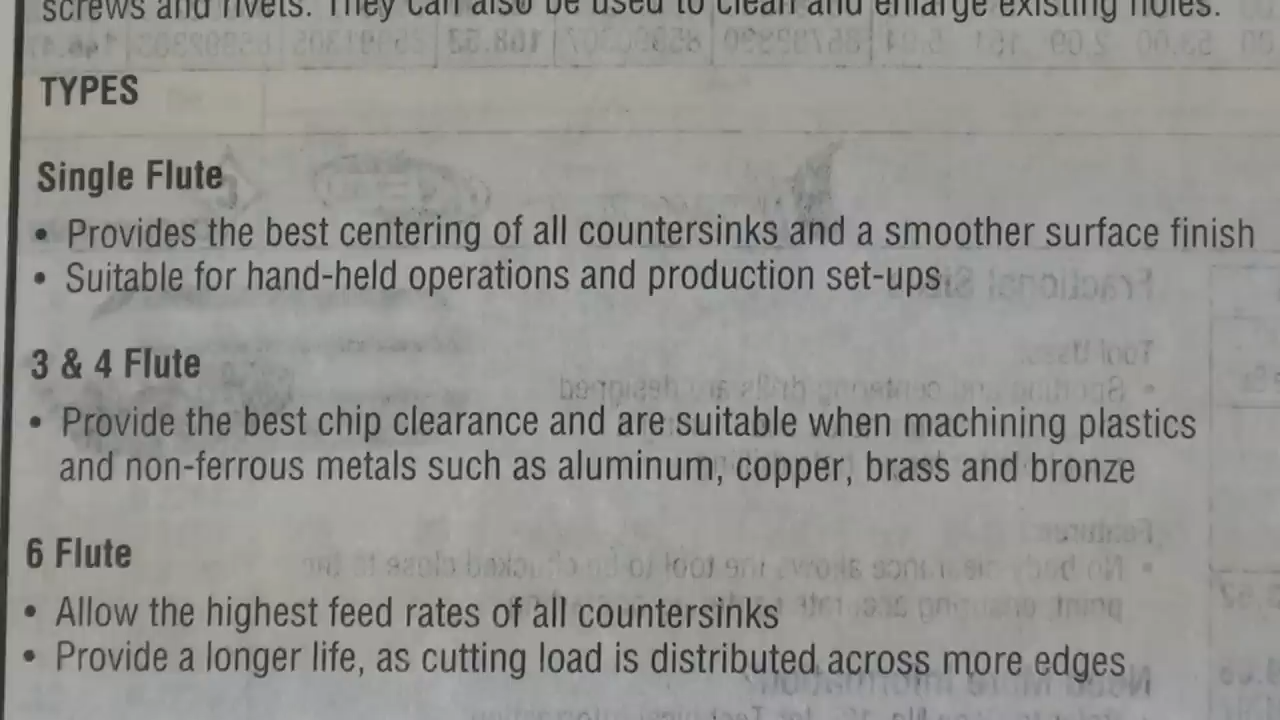 screws and rivets. They can also be used to clean and enlarge existing holes.
TYPES
Single Flute
• Provides the best centering of all countersinks and a smoother surface finish
• Suitable for hand-held operations and production set-ups
3 & 4 Flute
• Provide the best chip clearance and are suitable when machining plastics
and non-ferrous metals such as aluminum, copper, brass and bronze
6 Flute
• Allow the highest feed rates of all countersinks
• Provide a longer life, as cutting load is distributed across more edges